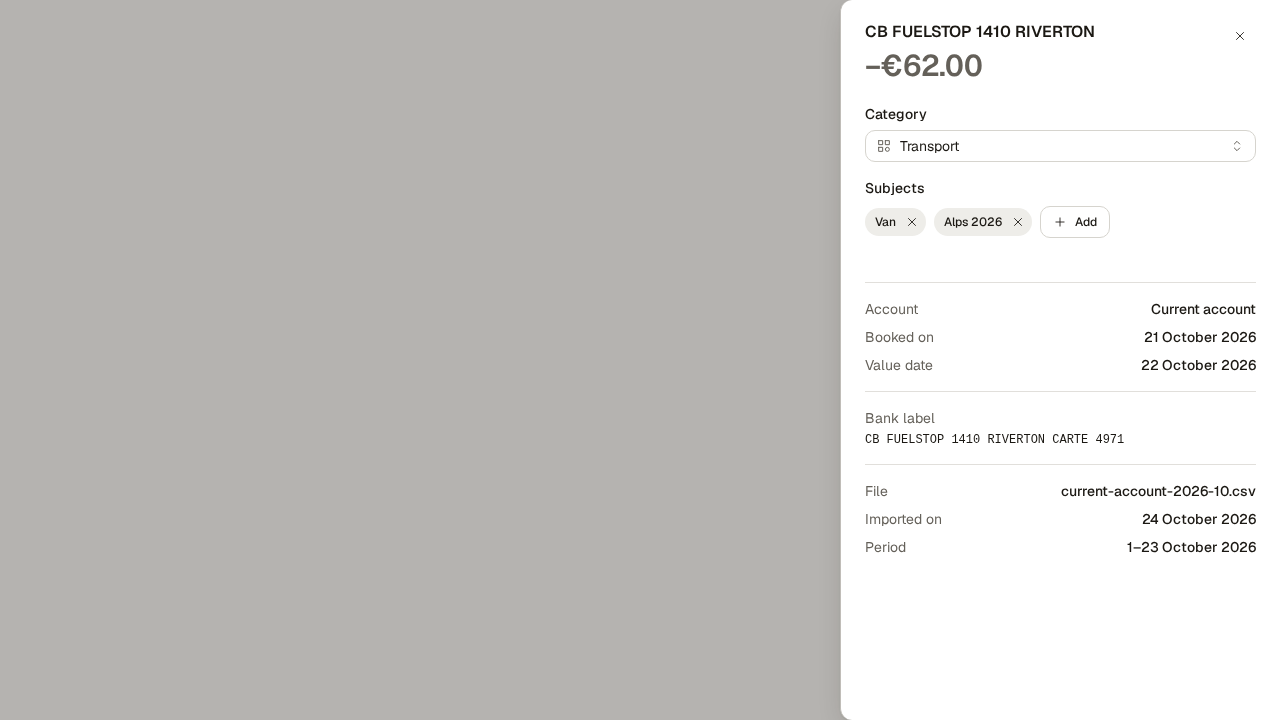 CB FUELSTOP 1410 RIVERTON
–€62.00
Category
Transport
Subjects
Van
Alps 2026
Add
Account Current account
Booked on 21 October 2026
Value date 22 October 2026
Bank label
CB FUELSTOP 1410 RIVERTON CARTE 4971
File current-account-2026-10.csv
Imported on 24 October 2026
Period 1–23 October 2026